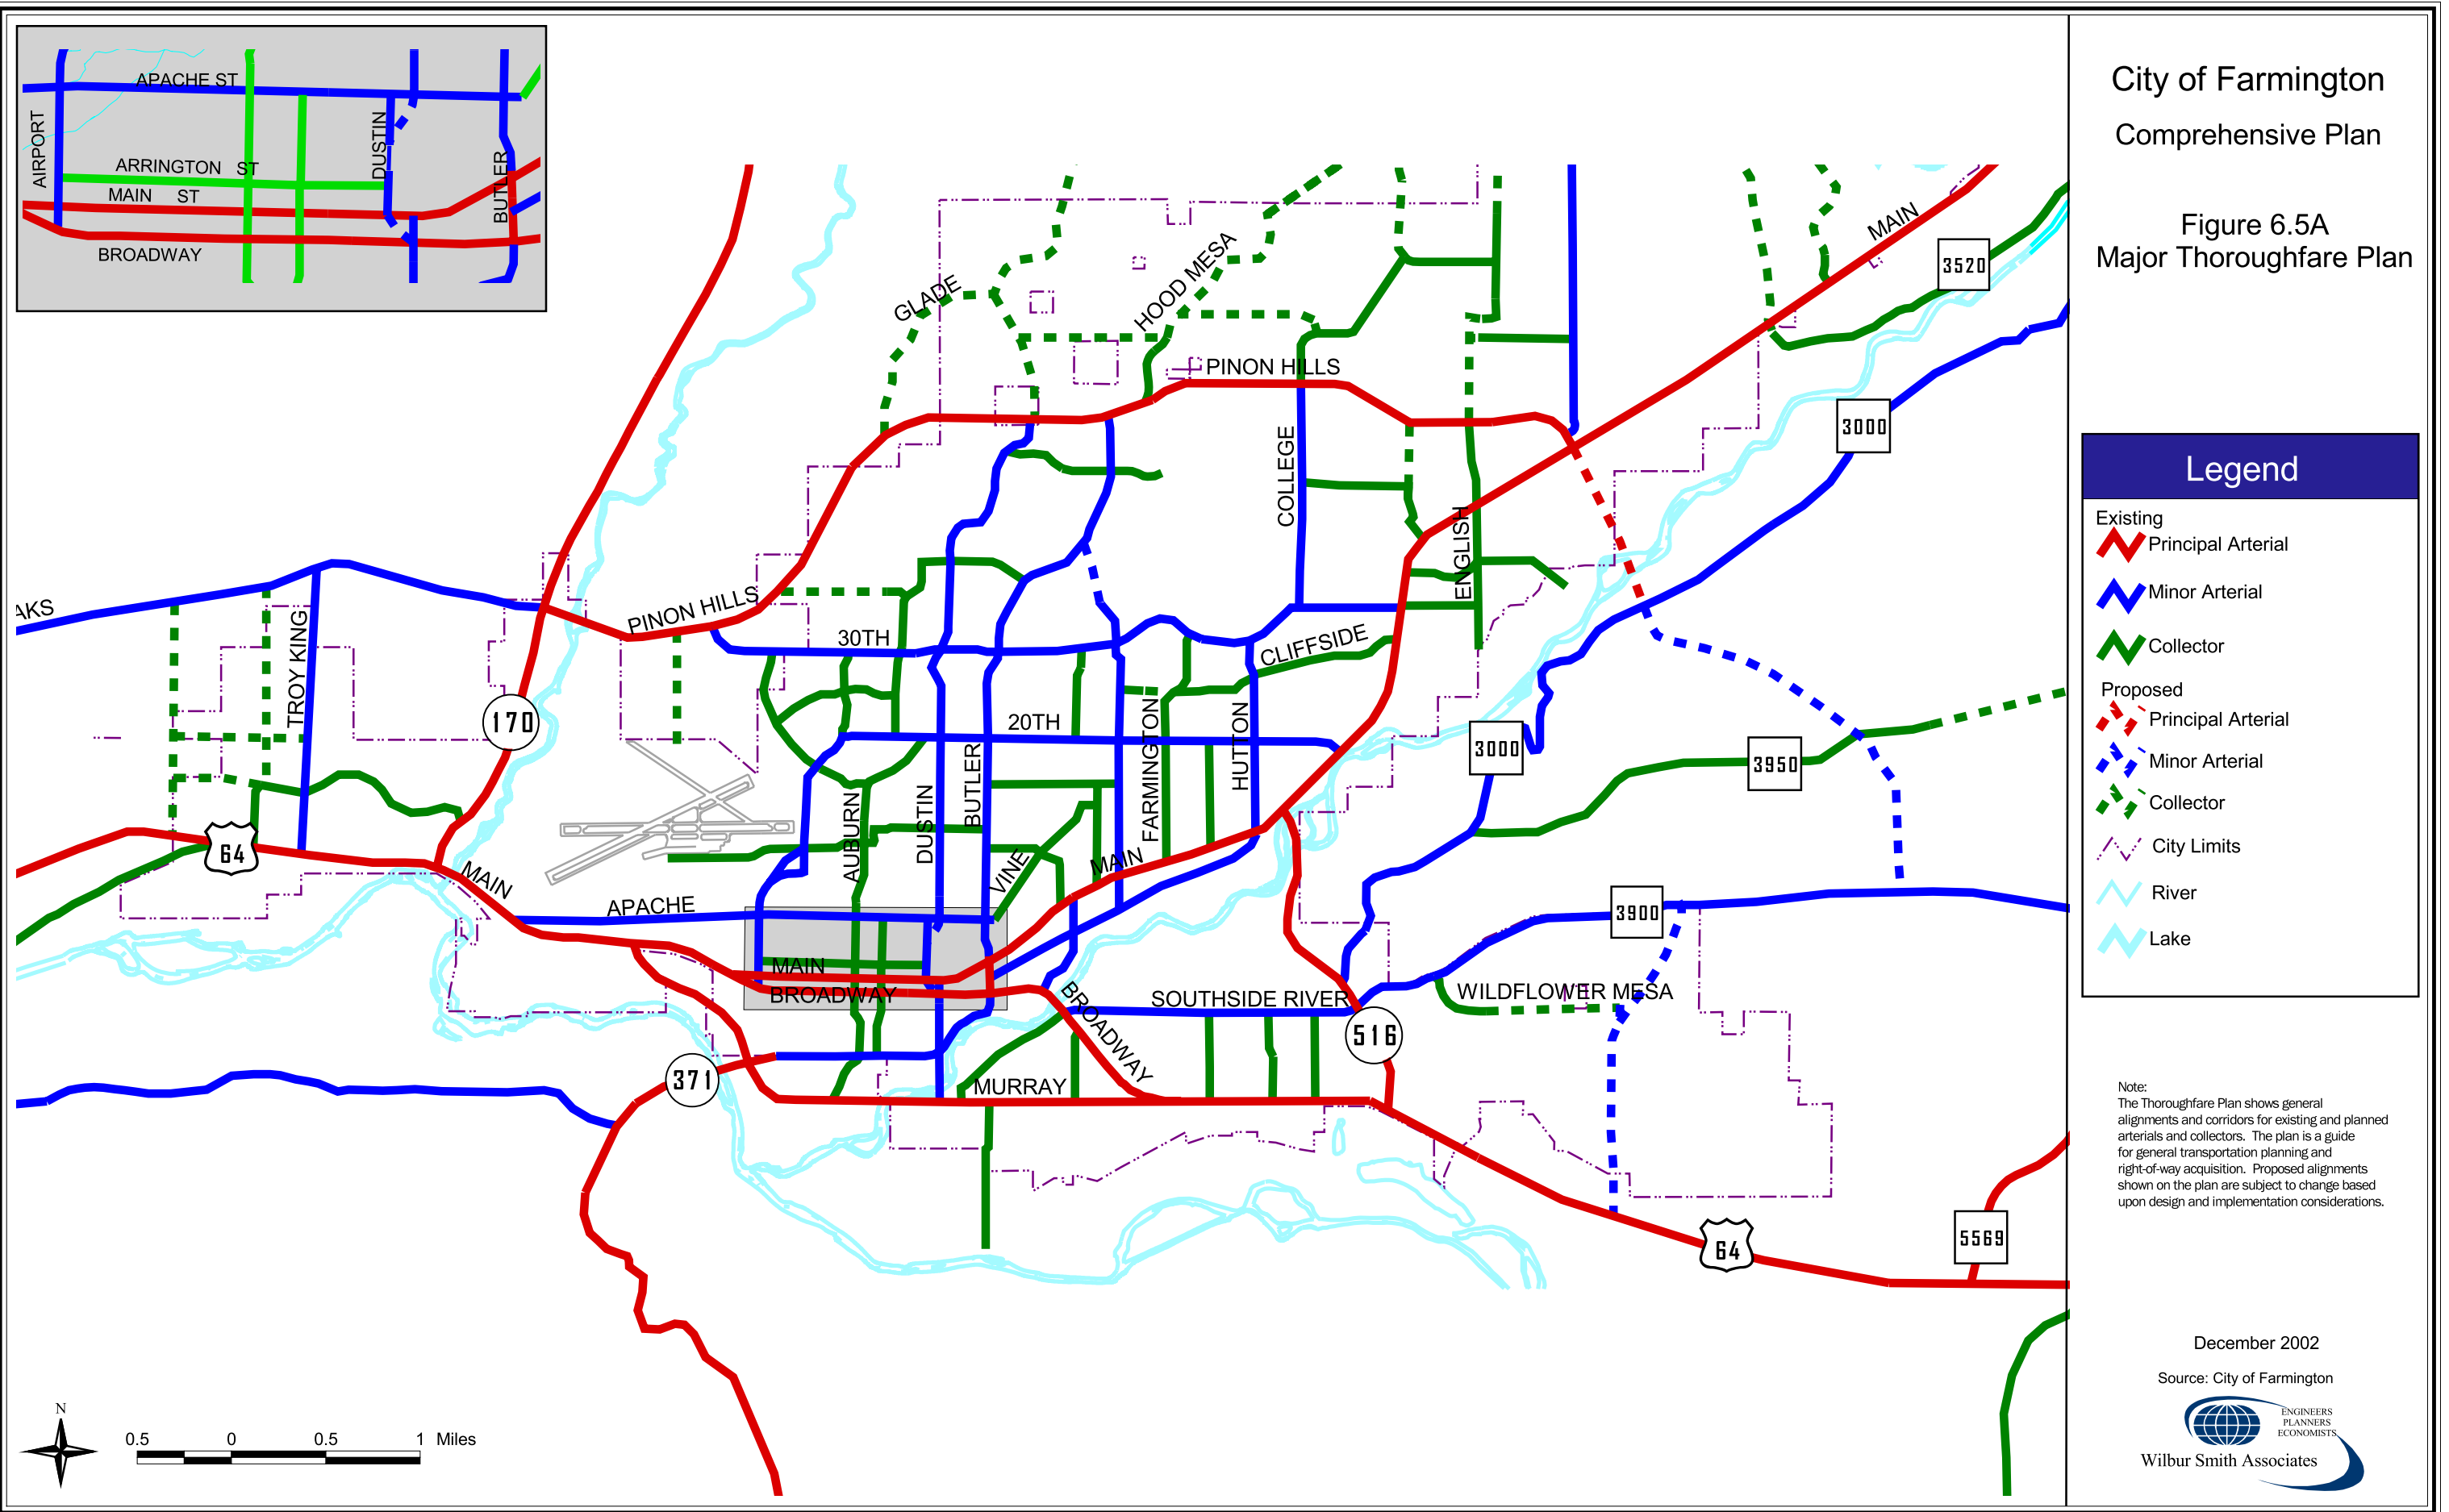 APACHE ST
AIRPORT
DUSTIN
ARRINGTON ST
MAIN ST
BUTLER
BROADWAY
City of Farmington
Comprehensive Plan
Figure 6.5A
Major Thoroughfare Plan
MAIN
3520
GLADE
HOOD MESA
PINON HILLS
3000
COLLEGE
ENGLISH
AKS
TROY KING
PINON HILLS
30TH
CLIFFSIDE
170
20TH
FARMINGTON
HUTTON
3000
3950
64
AUBURN
DUSTIN
BUTLER
VINE
MAIN
MAIN
APACHE
3900
MAIN
BROADWAY
BROADWAY
SOUTHSIDE RIVER
WILDFLOWER MESA
516
371
MURRAY
64
5569
Legend
Existing
Principal Arterial
Minor Arterial
Collector
Proposed
Principal Arterial
Minor Arterial
Collector
City Limits
River
Lake
Note:
The Thoroughfare Plan shows general
alignments and corridors for existing and planned
arterials and collectors. The plan is a guide
for general transportation planning and
right-of-way acquisition. Proposed alignments
shown on the plan are subject to change based
upon design and implementation considerations.
December 2002
Source: City of Farmington
ENGINEERS
PLANNERS
ECONOMISTS
Wilbur Smith Associates
N
0.5 0 0.5 1 Miles